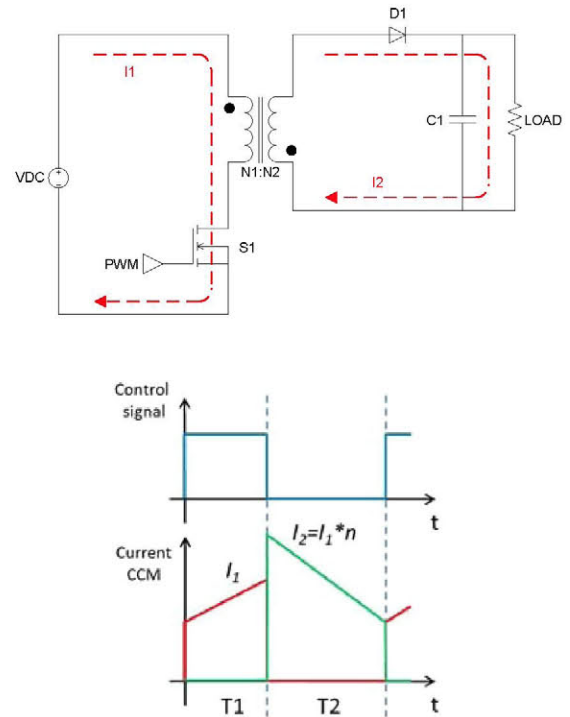 D1
I1
C1
LOAD
VDC
+
−
N1:N2
I2
S1
PWM
Control
signal
t
I₂=I₁*n
Current
CCM
I₁
T1
T2
t